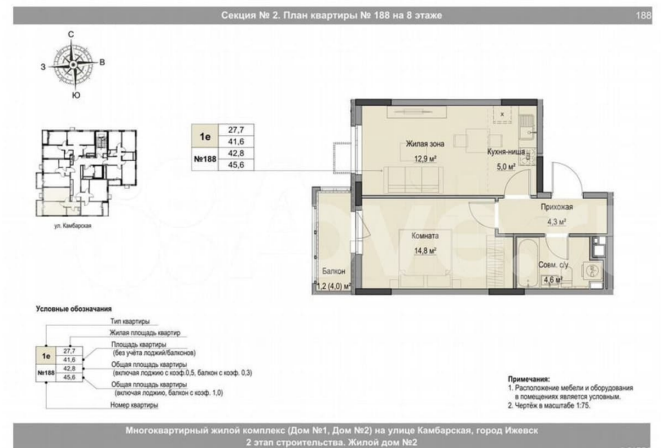 Секция № 2. План квартиры № 188 на 8 этаже
188
С
З
В
Ю
1е
27,7
41,6
№188
42,8
45,6
Жилая зона
12,9 м²
Кухня-ниша
5,0 м²
Х
Прихожая
4,3 м²
Комната
14,8 м²
Совм. с/у.
4,6 м²
Балкон
1,2 (4,0) м²
ул. Камбарская
Условные обозначения
Тип квартиры
Жилая площадь квартир
Площадь квартиры
(без учёта лоджий/балконов)
Общая площадь квартиры
(включая лоджию с коэф.0,5, балкон с коэф. 0,3)
Общая площадь квартиры
(включая лоджию, балкон с коэф. 1,0)
Номер квартиры
1е
27,7
41,6
№188
42,8
45,6
Примечания:
1. Расположение мебели и оборудования
в помещениях является условным.
2. Чертёж в масштабе 1:75.
Многоквартирный жилой комплекс (Дом №1, Дом №2) на улице Камбарская, город Ижевск
2 этап строительства. Жилой дом №2